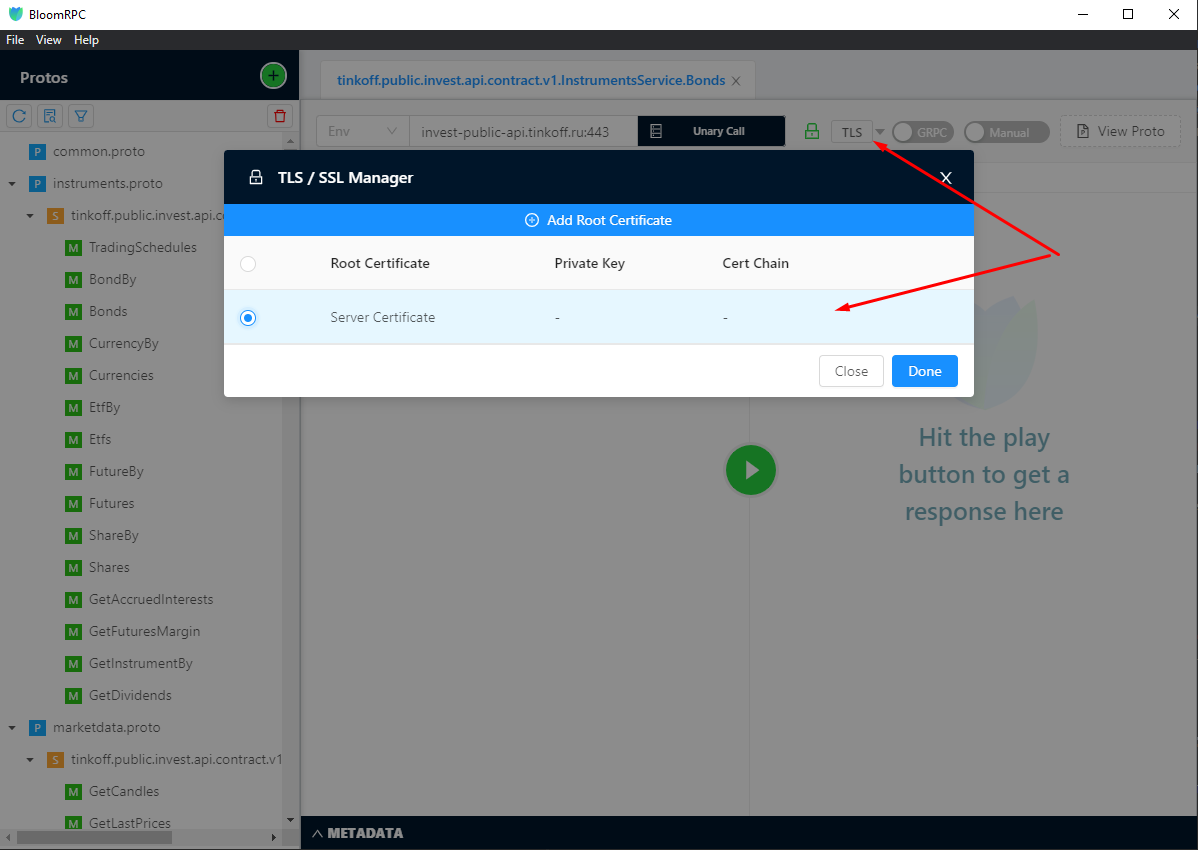 BloomRPC
File View Help
Protos
tinkoff.public.invest.api.contract.v1.InstrumentsService.Bonds
Env
invest-public-api.tinkoff.ru:443
Unary Call
TLS
GRPC
Manual
View Proto
common.proto
instruments.proto
tinkoff.public.invest.api.co
TradingSchedules
BondBy
Bonds
CurrencyBy
Currencies
EtfBy
Etfs
FutureBy
Futures
ShareBy
Shares
GetAccruedInterests
GetFuturesMargin
GetInstrumentBy
GetDividends
marketdata.proto
tinkoff.public.invest.api.contract.v1
GetCandles
GetLastPrices
TLS / SSL Manager
Add Root Certificate
Root Certificate Private Key Cert Chain
Server Certificate - -
Close Done
Hit the play
button to get a
response here
METADATA